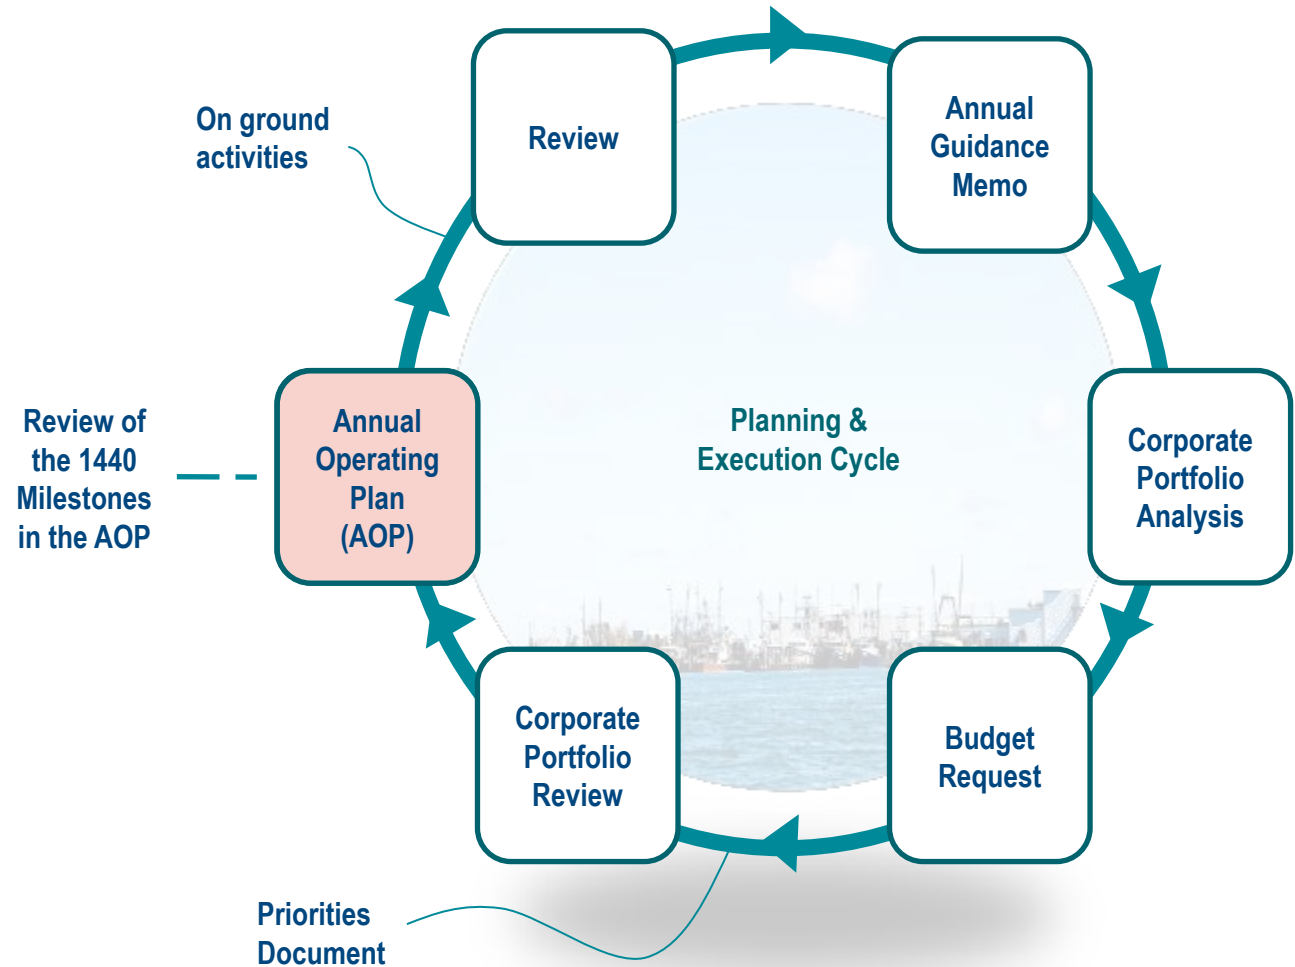 On ground
activities
Review
Annual
Guidance
Memo
Review of
the 1440
Milestones
in the AOP
Annual
Operating
Plan
(AOP)
Planning &
Execution Cycle
Corporate
Portfolio
Analysis
Corporate
Portfolio
Review
Budget
Request
Priorities
Document